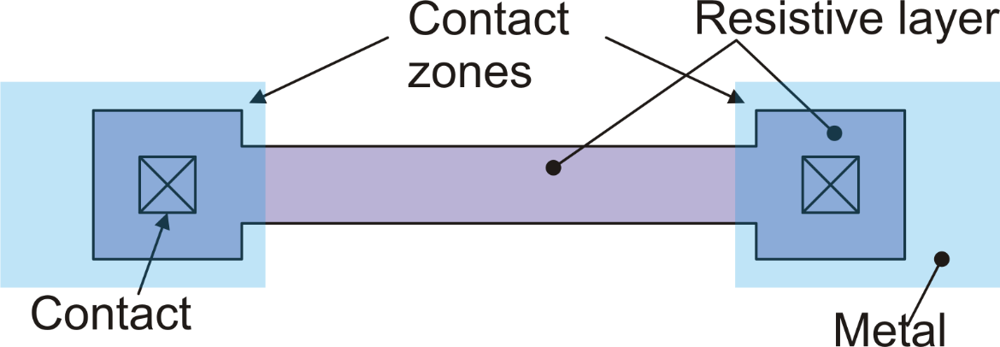 Contact
zones
Resistive layer
Contact
Metal